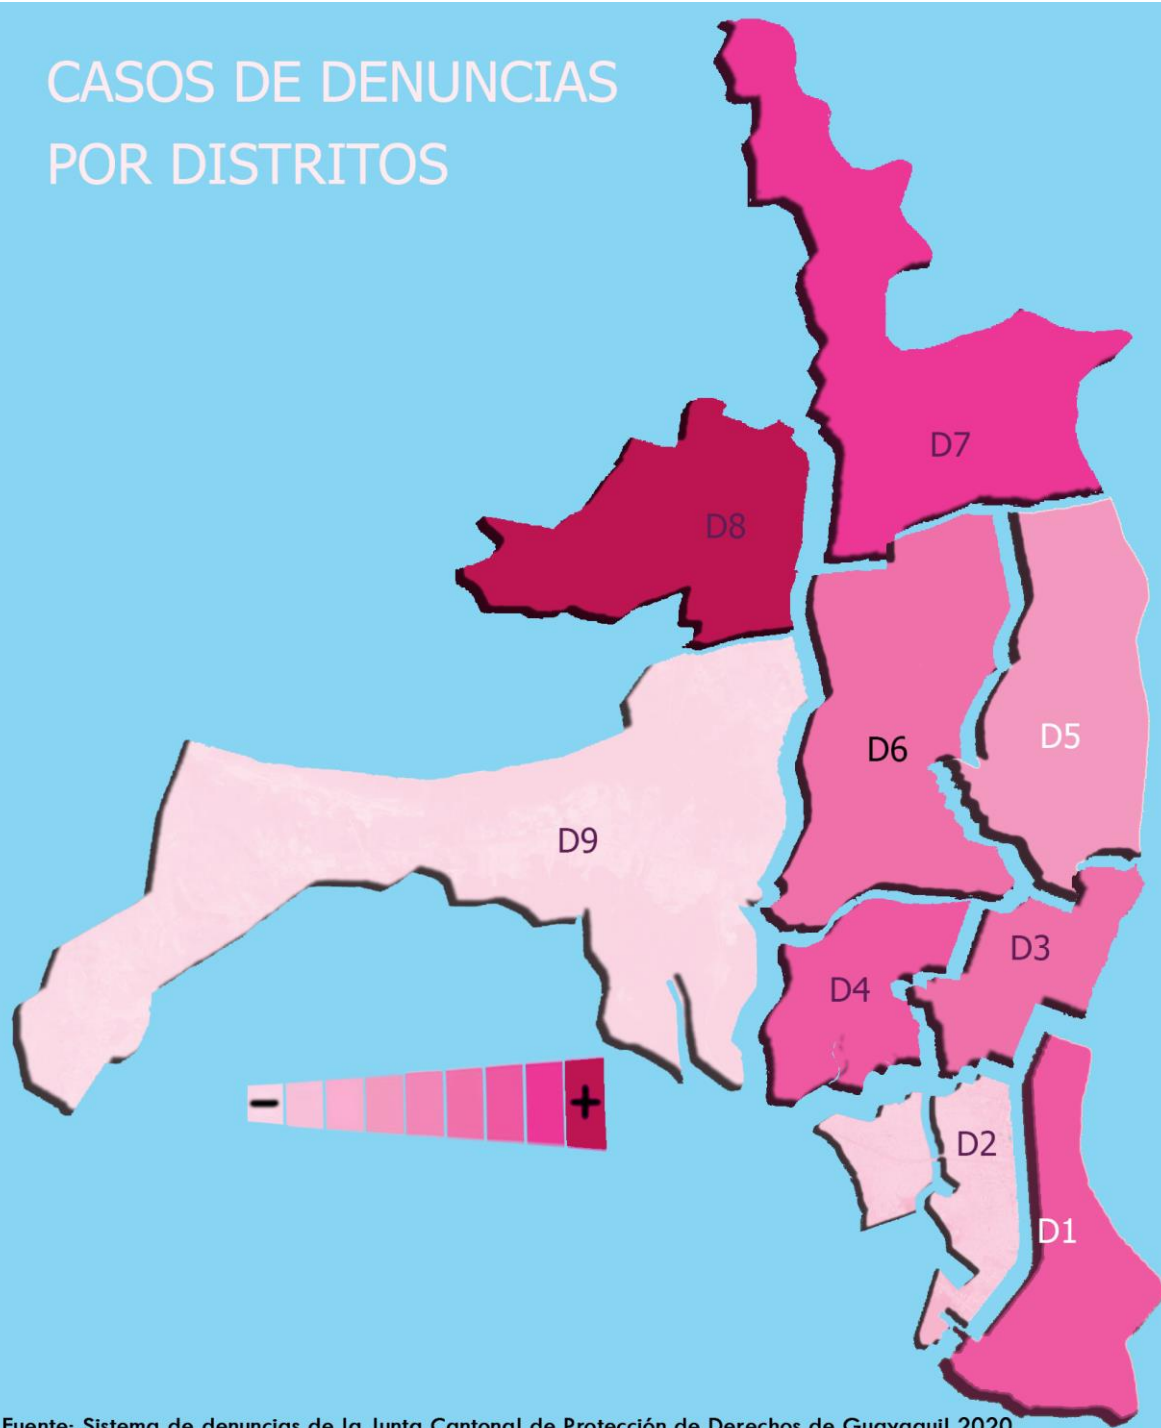 CASOS DE DENUNCIAS
POR DISTRITOS
D7
D8
D6
D5
D9
D3
D4
D2
D1
Fuente: Sistema de denuncias de la Junta Cantonal de Protección de Derechos de Guayaquil 2020